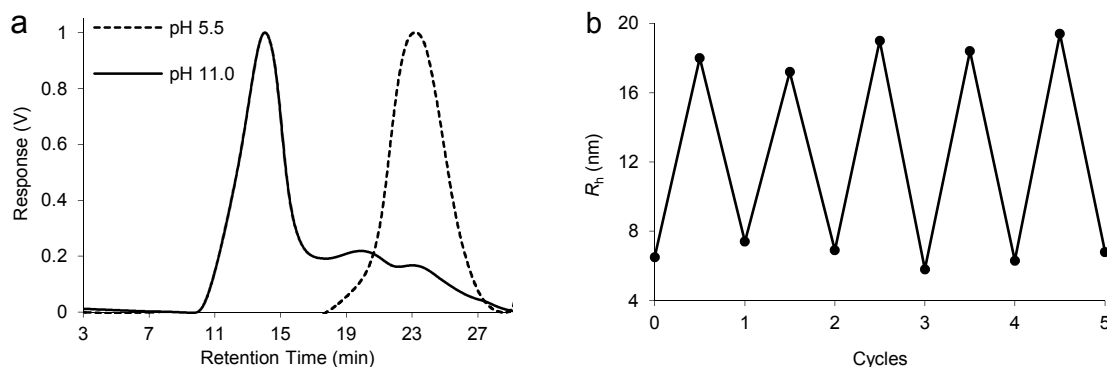 a
pH 5.5
pH 11.0
1
0.8
0.6
0.4
0.2
0
Response (V)
3 7 11 15 19 23 27
Retention Time (min)
b
20
16
12
8
4
Rh (nm)
0 1 2 3 4 5
Cycles